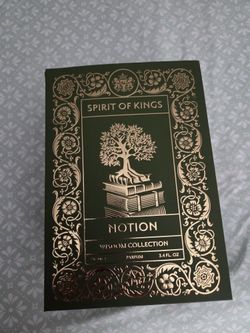 SPIRIT OF KINGS
NOTION
WISDOM COLLECTION
PARFUM 3.4 FL. OZ